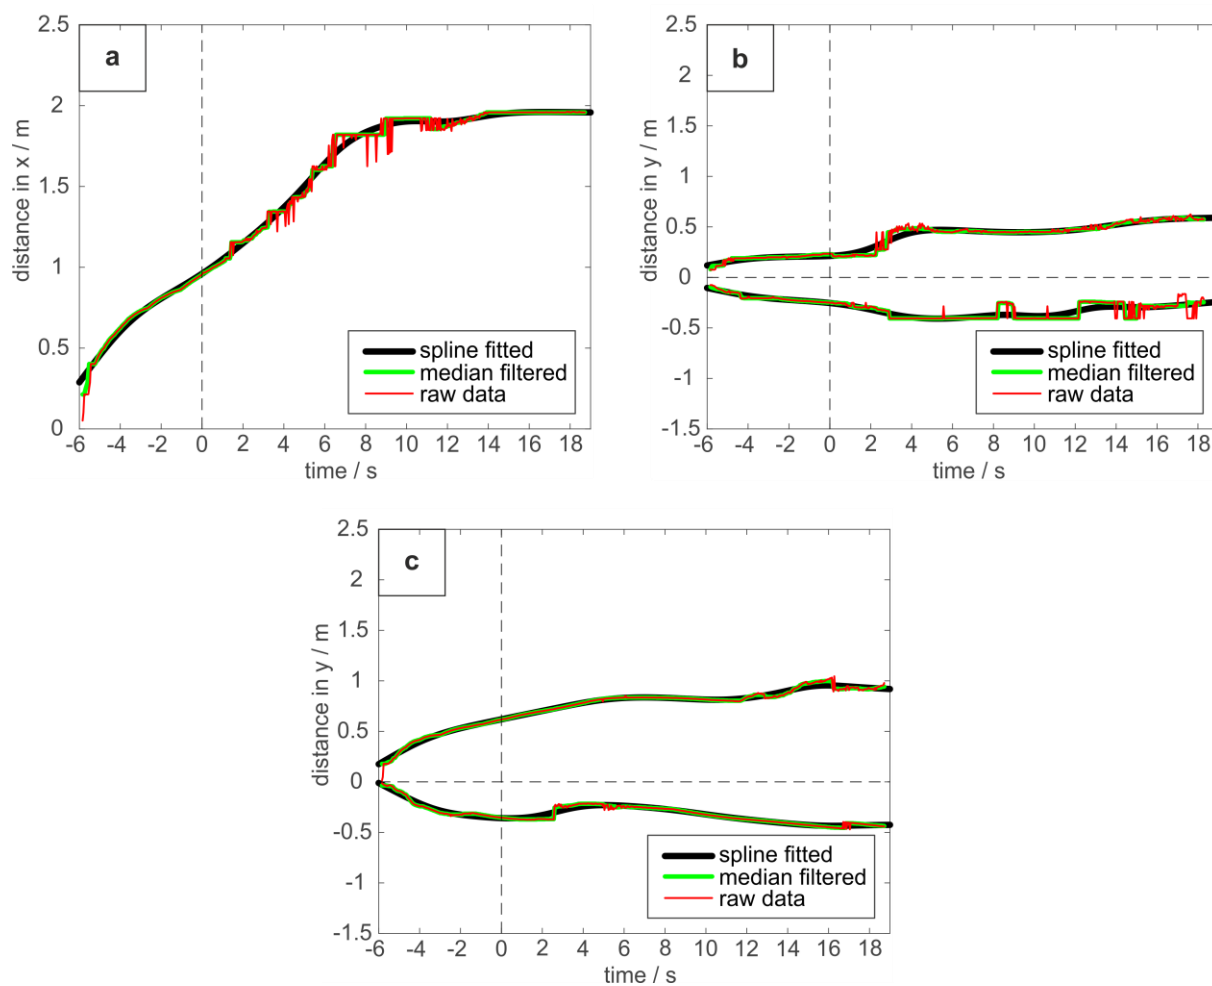 a
distance in x / m
2.5
2
1.5
1
0.5
0
-6 -4 -2 0 2 4 6 8 10 12 14 16 18
time / s
spline fitted
median filtered
raw data
b
distance in y / m
2.5
2
1.5
1
0.5
0
-0.5
-1
-1.5
-6 -4 -2 0 2 4 6 8 10 12 14 16 18
time / s
spline fitted
median filtered
raw data
c
distance in y / m
2.5
2
1.5
1
0.5
0
-0.5
-1
-1.5
-6 -4 -2 0 2 4 6 8 10 12 14 16 18
time / s
spline fitted
median filtered
raw data